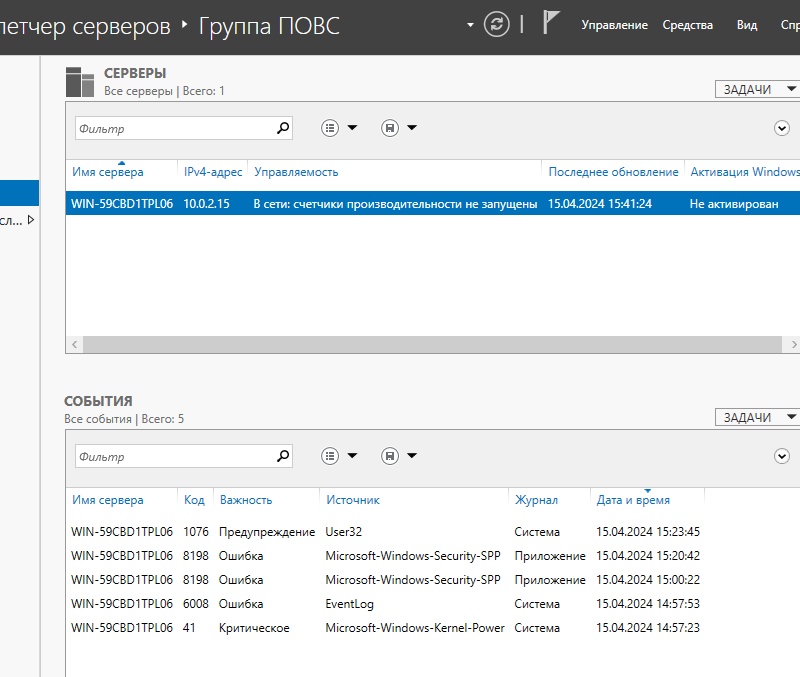 петчер серверов ‣ Группа ПОВС
Управление Средства Вид Спр
СЕРВЕРЫ
Все серверы | Всего: 1
ЗАДАЧИ
Фильтр
Имя сервера IPv4-адрес Управляемость Последнее обновление Активация Windows
WIN-59CBD1TPL06 10.0.2.15 В сети: счетчики производительности не запущены 15.04.2024 15:41:24 Не активирован
сл...
СОБЫТИЯ
Все события | Всего: 5
ЗАДАЧИ
Фильтр
Имя сервера Код Важность Источник Журнал Дата и время
WIN-59CBD1TPL06 1076 Предупреждение User32 Система 15.04.2024 15:23:45
WIN-59CBD1TPL06 8198 Ошибка Microsoft-Windows-Security-SPP Приложение 15.04.2024 15:20:42
WIN-59CBD1TPL06 8198 Ошибка Microsoft-Windows-Security-SPP Приложение 15.04.2024 15:00:22
WIN-59CBD1TPL06 6008 Ошибка EventLog Система 15.04.2024 14:57:53
WIN-59CBD1TPL06 41 Критическое Microsoft-Windows-Kernel-Power Система 15.04.2024 14:57:23